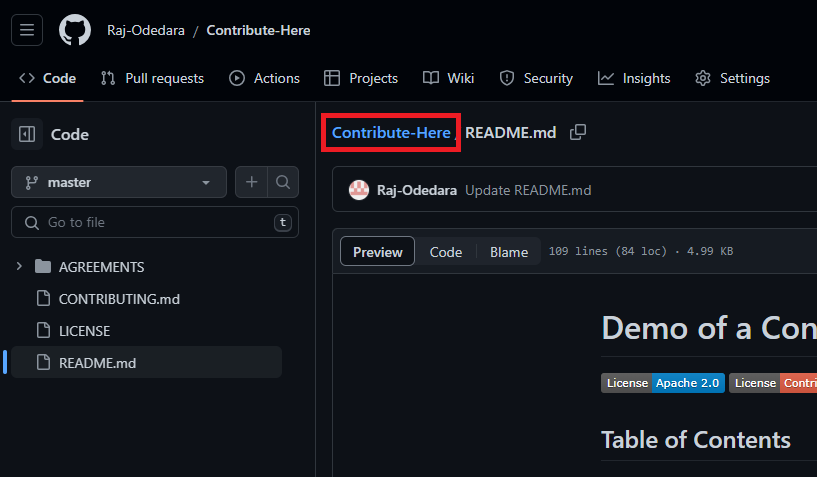 Raj-Odedara / Contribute-Here
Code Pull requests Actions Projects Wiki Security Insights Settings
Code
Contribute-Here / README.md
master
Raj-Odedara Update README.md
Go to file t
Preview Code Blame 109 lines (84 loc) · 4.99 KB
AGREEMENTS
CONTRIBUTING.md
LICENSE
README.md
Demo of a Con
License Apache 2.0 License Contri
Table of Contents